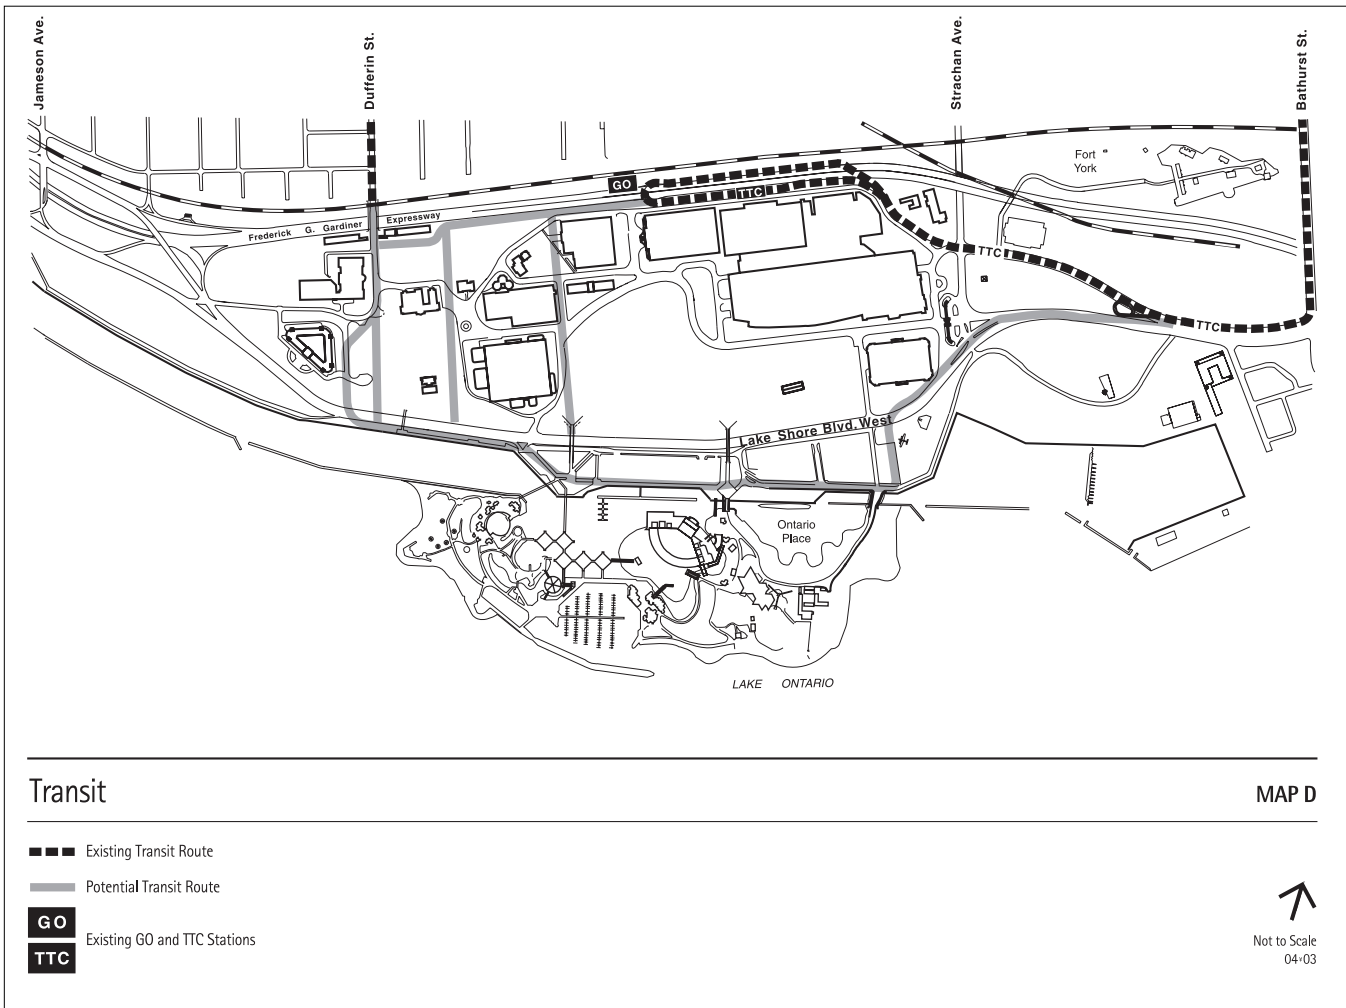 Jameson Ave.
Dufferin St.
Strachan Ave.
Bathurst St.
Fort
York
GO
TTC
Frederick G. Gardiner Expressway
TTC
TTC
Lake Shore Blvd. West
Ontario
Place
LAKE ONTARIO
Transit
MAP D
Existing Transit Route
Potential Transit Route
GO
TTC
Existing GO and TTC Stations
Not to Scale